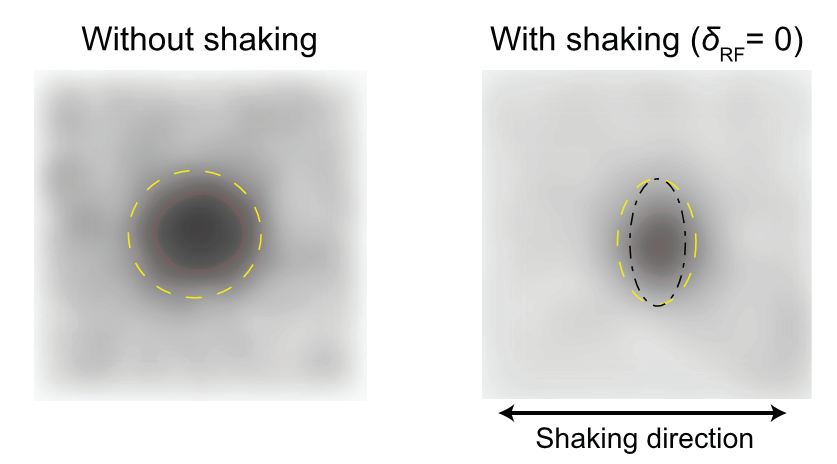 Without shaking
With shaking (δRF= 0)
Shaking direction